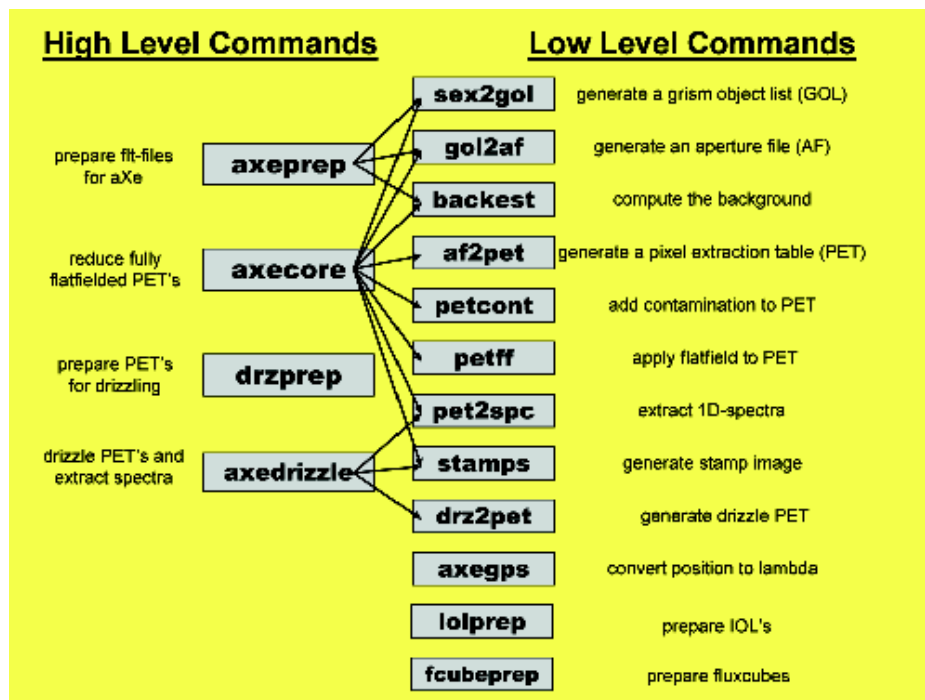 High Level Commands
Low Level Commands
sex2gol
generate a grism object list (GOL)
prepare flt-files
for aXe
axeprep
gol2af
generate an aperture file (AF)
backest
compute the background
reduce fully
flatfielded PET's
axecore
af2pet
generate a pixel extraction table (PET)
petcont
add contamination to PET
prepare PET's
for drizzling
drzprep
petff
apply flatfield to PET
pet2spc
extract 1D-spectra
drizzle PET's and
extract spectra
axedrizzle
stamps
generate stamp image
drz2pet
generate drizzle PET
axegps
convert position to lambda
iolprep
prepare IOL's
fcubeprep
prepare fluxcubes